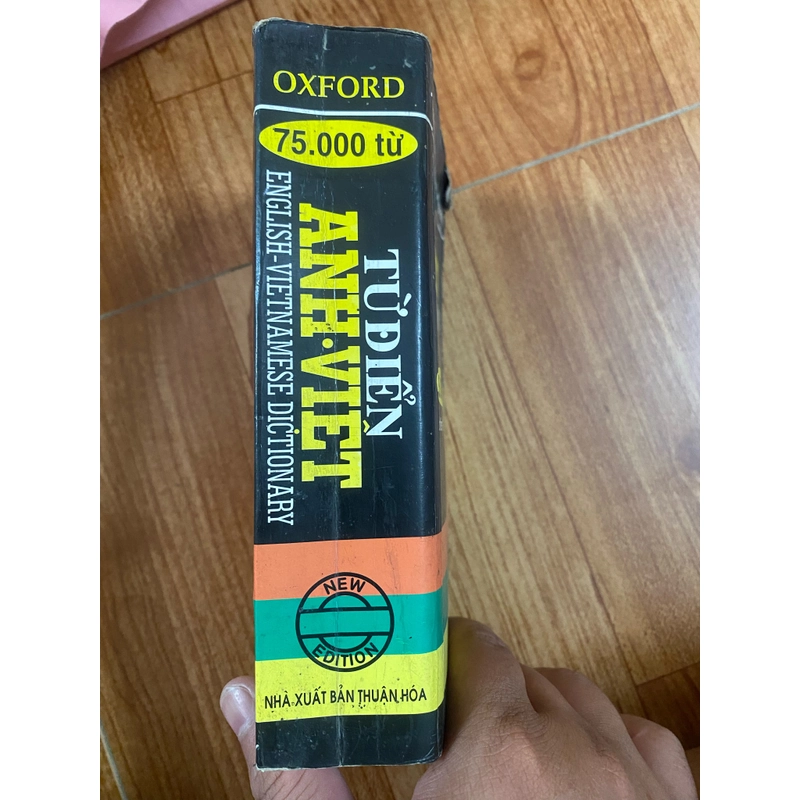 OXFORD
75.000 từ
TỪ ĐIỂN
ANH·VIỆT
ENGLISH-VIETNAMESE DICTIONARY
NEW
EDITION
NHÀ XUẤT BẢN THUẬN HÓA